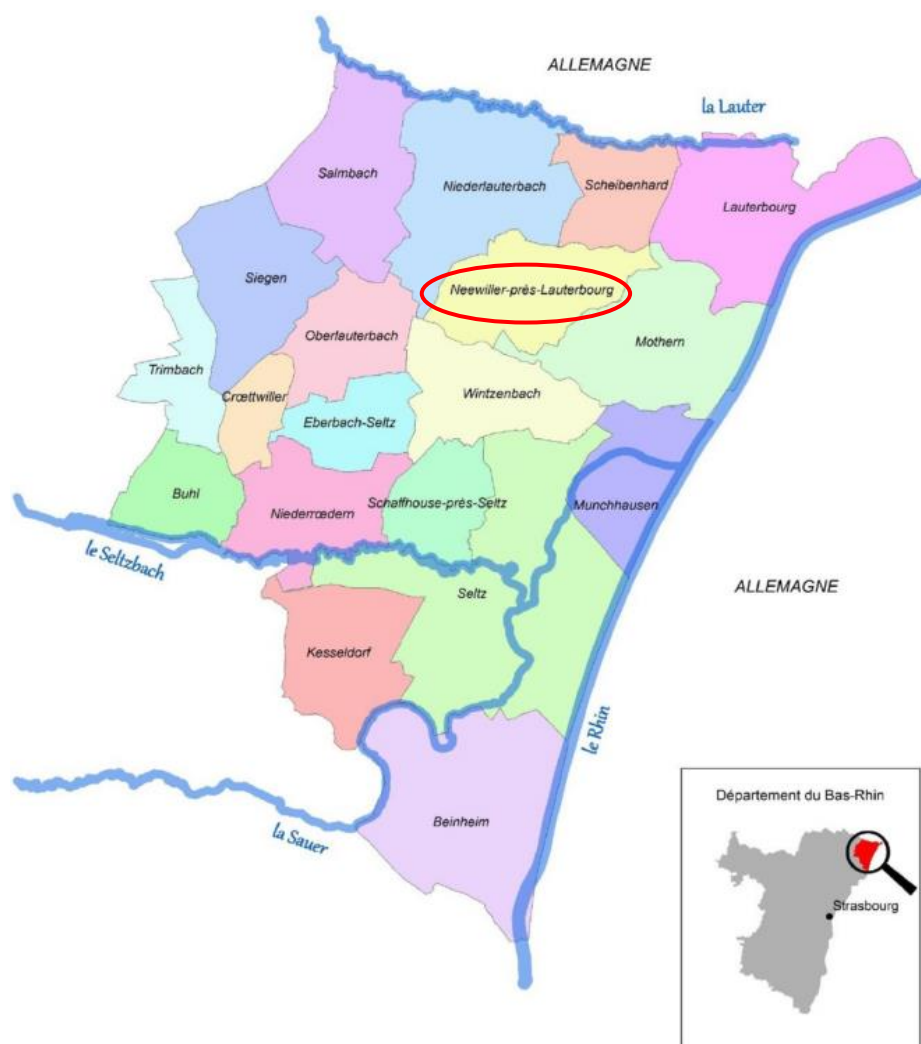 ALLEMAGNE
la Lauter
Salmbach
Niederlauterbach
Scheibenhard
Lauterbourg
Siegen
Neewiller-près-Lauterbourg
Oberlauterbach
Mothern
Trimbach
Crœttwiller
Wintzenbach
Eberbach-Seltz
Buhl
Schaffhouse-près-Seltz
Munchhausen
Niederrœdern
le Seltzbach
ALLEMAGNE
Seltz
Kesseldorf
le Rhin
Beinheim
la Sauer
Département du Bas-Rhin
Strasbourg